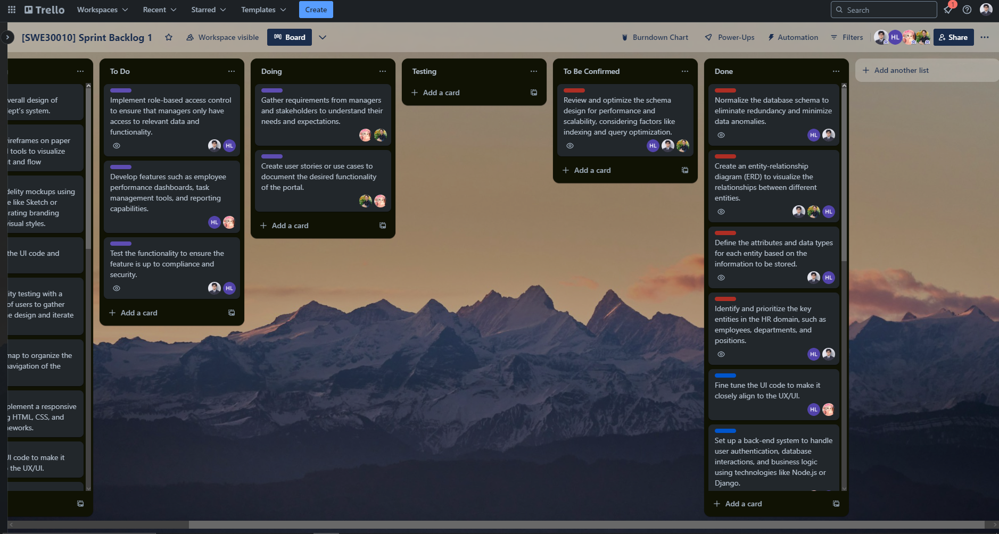 Trello
Workspaces
Recent
Starred
Templates
Create
Search
1
[SWE30010] Sprint Backlog 1
Workspace visible
Board
Burndown Chart
Power-Ups
Automation
Filters
HL
Share
verall design of
lept's system.
ireframes on paper
l tools to visualize
t and flow
delity mockups using
e like Sketch or
rating branding
visual styles.
the UI code and
lity testing with a
of users to gather
e design and iterate
map to organize the
navigation of the
plement a responsive
g HTML, CSS, and
neworks.
UI code to make it
the UX/UI.
To Do
Implement role-based access control
to ensure that managers only have
access to relevant data and
functionality.
HL
Develop features such as employee
performance dashboards, task
management tools, and reporting
capabilities.
HL
Test the functionality to ensure the
feature is up to compliance and
security.
HL
+ Add a card
Doing
Gather requirements from managers
and stakeholders to understand their
needs and expectations.
Create user stories or use cases to
document the desired functionality
of the portal.
+ Add a card
Testing
+ Add a card
To Be Confirmed
Review and optimize the schema
design for performance and
scalability, considering factors like
indexing and query optimization.
HL
+ Add a card
Done
Normalize the database schema to
eliminate redundancy and minimize
data anomalies.
HL
Create an entity-relationship
diagram (ERD) to visualize the
relationships between different
entities.
HL
Define the attributes and data types
for each entity based on the
information to be stored.
HL
Identify and prioritize the key
entities in the HR domain, such as
employees, departments, and
positions.
HL
Fine tune the UI code to make it
closely align to the UX/UI.
HL
Set up a back-end system to handle
user authentication, database
interactions, and business logic
using technologies like Node.js or
Django.
+ Add a card
+ Add another list